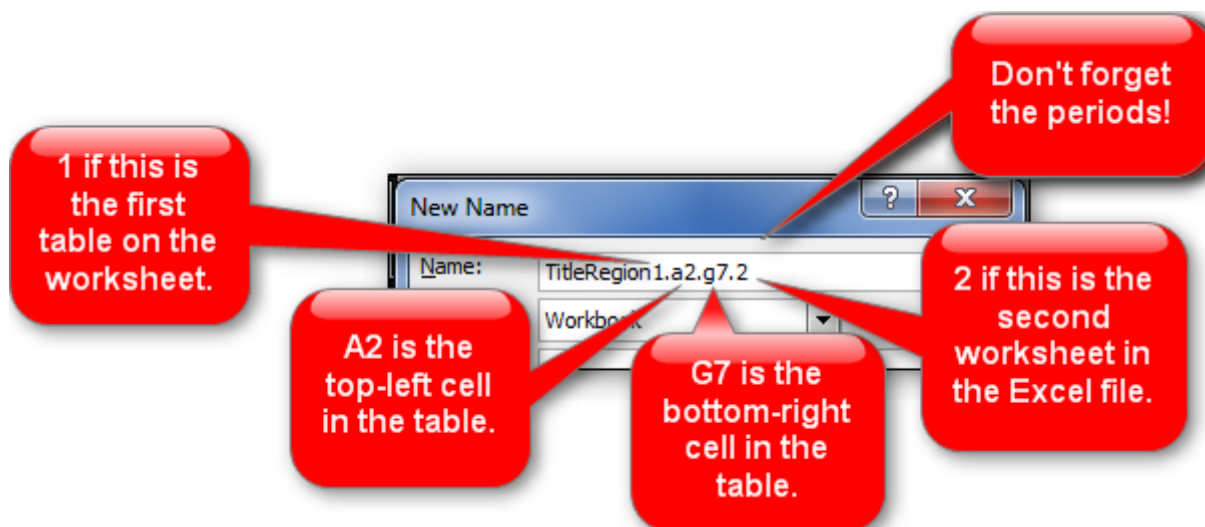 Don't forget
the periods!
1 if this is
the first
table on the
worksheet.
New Name
?
X
Name:
TitleRegion1.a2.g7.2
Workbook
2 if this is the
second
worksheet in
the Excel file.
A2 is the
top-left cell
in the table.
G7 is the
bottom-right
cell in the
table.